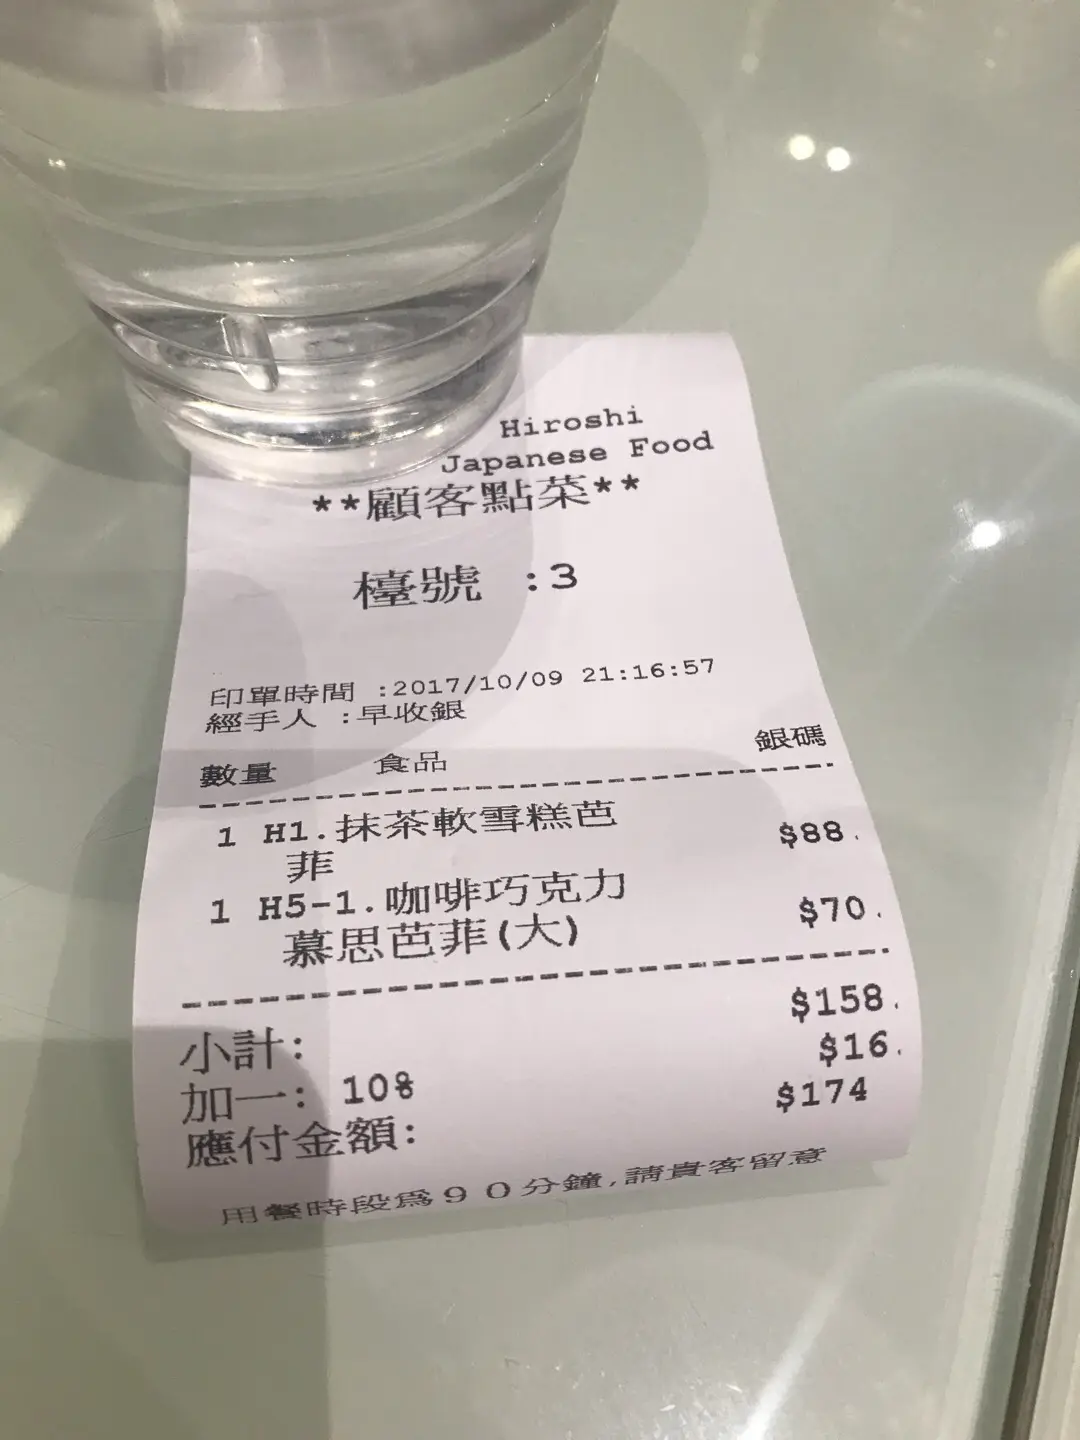 Hiroshi
Japanese Food
**顧客點菜**
檯號 :3
印單時間 :2017/10/09 21:16:57
經手人 :早收銀
數量 食品 銀碼
1 H1.抹茶軟雪糕芭 $88.
菲
1 H5-1.咖啡巧克力 $70.
慕思芭菲(大)
小計: $158.
加一: 10% $16.
應付金額: $174
用餐時段爲90分鐘,請貴客留意